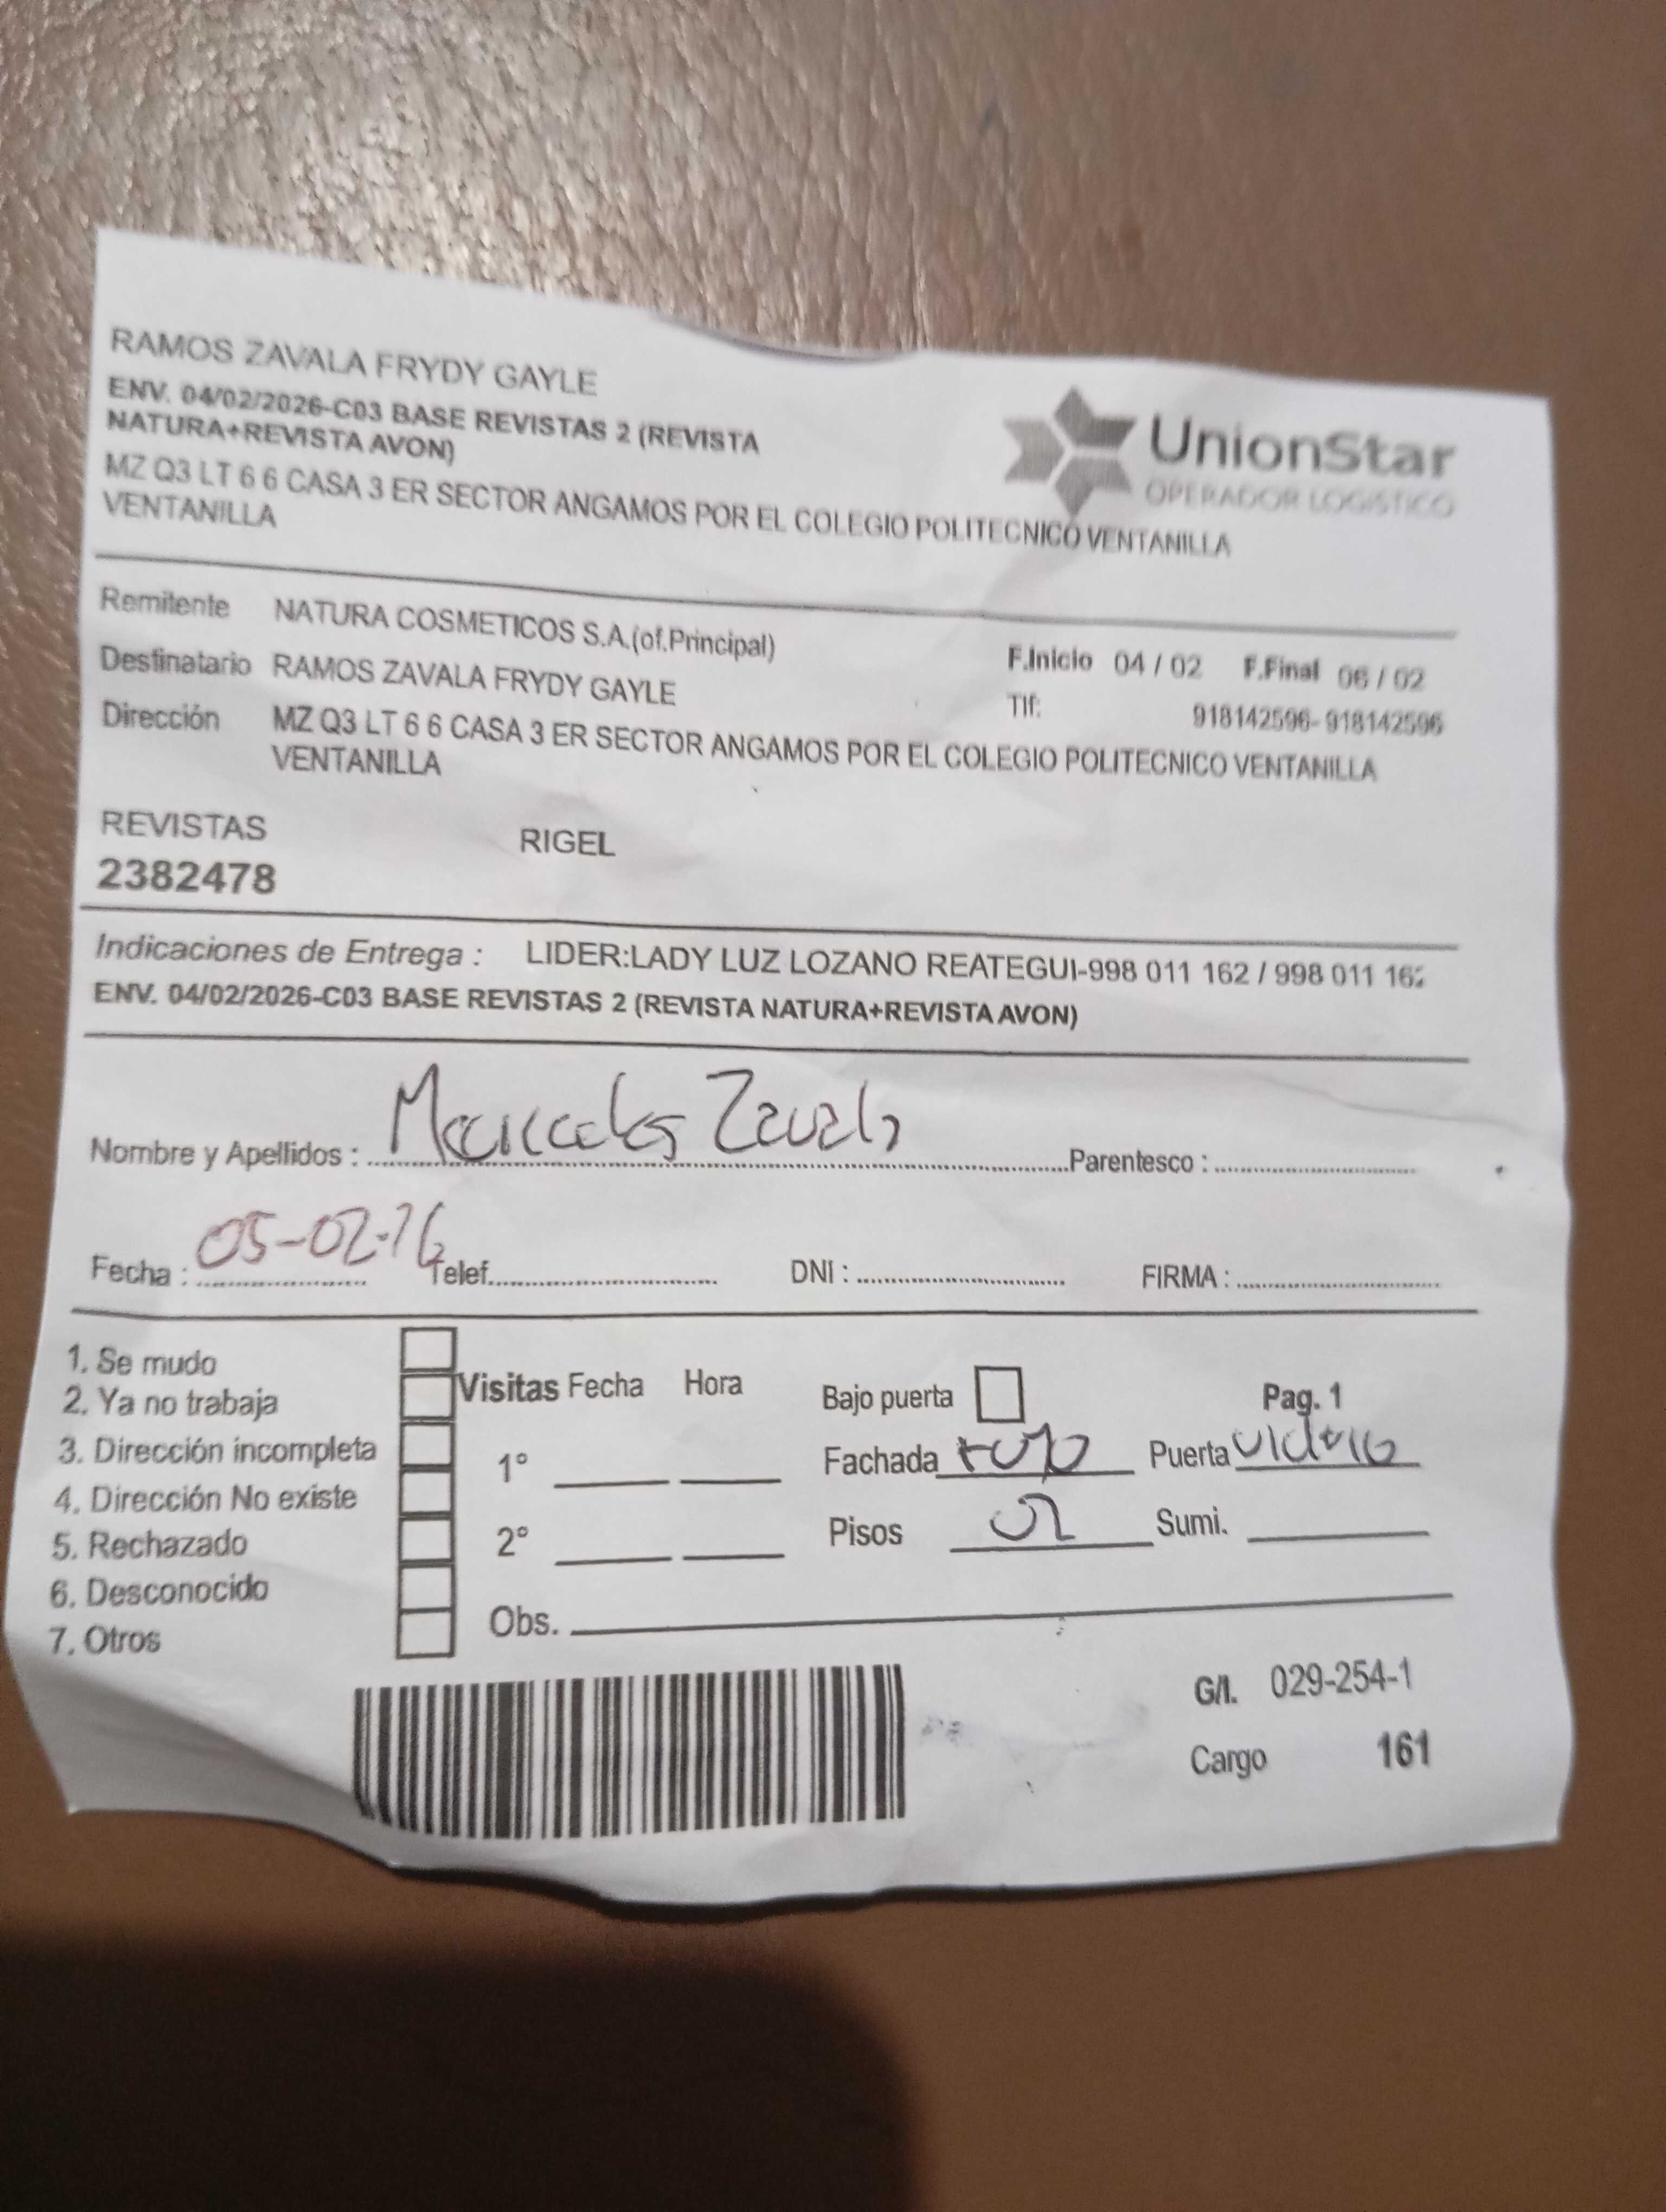 RAMOS ZAVALA FRYDY GAYLE
ENV. 04/02/2026-C03 BASE REVISTAS 2 (REVISTA
NATURA+REVISTA AVON)
MZ Q3 LT 6 6 CASA 3 ER SECTOR ANGAMOS POR EL COLEGIO POLITECNICO VENTANILLA
VENTANILLA
UnionStar
OPERADOR LOGISTICO
Remitente NATURA COSMETICOS S.A.(of.Principal)
Destinatario RAMOS ZAVALA FRYDY GAYLE
F.Inicio 04 / 02 F.Final 06 / 02
Tlf: 918142596- 918142596
Dirección MZ Q3 LT 6 6 CASA 3 ER SECTOR ANGAMOS POR EL COLEGIO POLITECNICO VENTANILLA
VENTANILLA
REVISTAS RIGEL
2382478
Indicaciones de Entrega : LIDER:LADY LUZ LOZANO REATEGUI-998 011 162 / 998 011 162
ENV. 04/02/2026-C03 BASE REVISTAS 2 (REVISTA NATURA+REVISTA AVON)
Nombre y Apellidos : Mercedes Zavala Parentesco :
Fecha : 05-02-26 Telef. DNI : FIRMA :
1. Se mudo
2. Ya no trabaja
3. Dirección incompleta
4. Dirección No existe
5. Rechazado
6. Desconocido
7. Otros
Visitas Fecha Hora
1°
2°
Obs.
Bajo puerta Pag. 1
Fachada rojo Puerta vidrio
Pisos 02 Sumi.
G/I. 029-254-1
Cargo 161